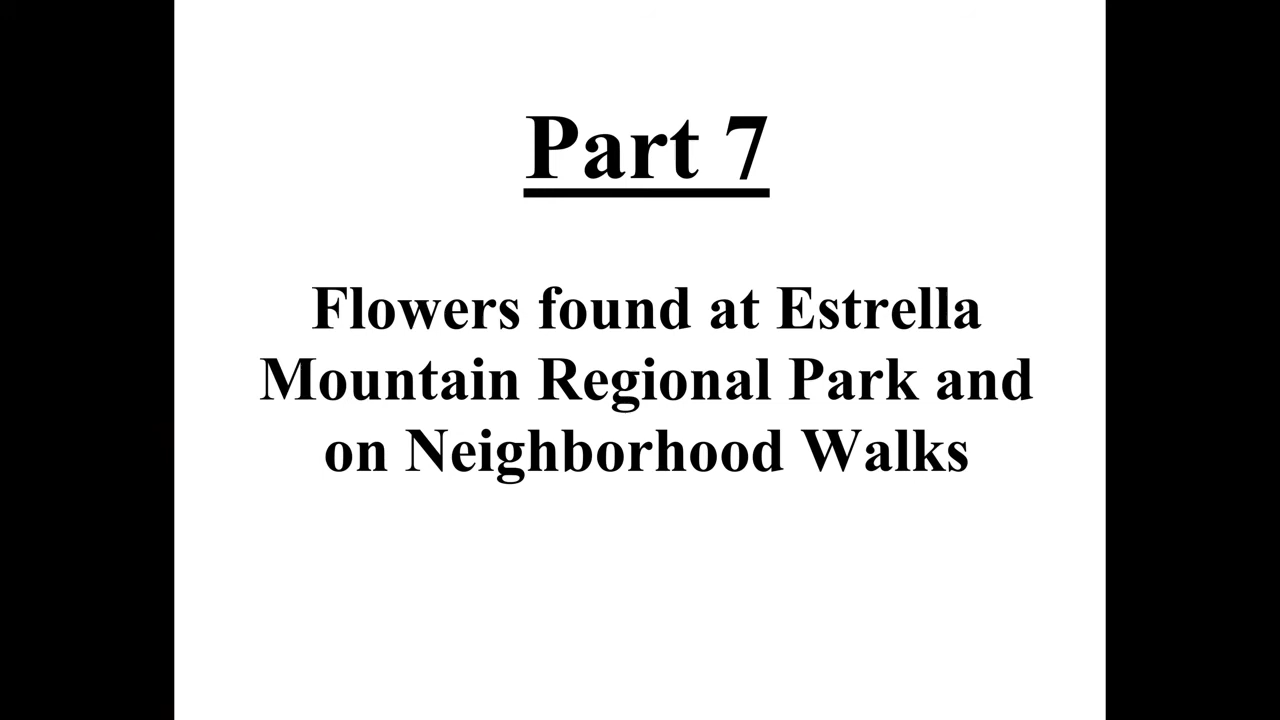 Part 7
Flowers found at Estrella
Mountain Regional Park and
on Neighborhood Walks